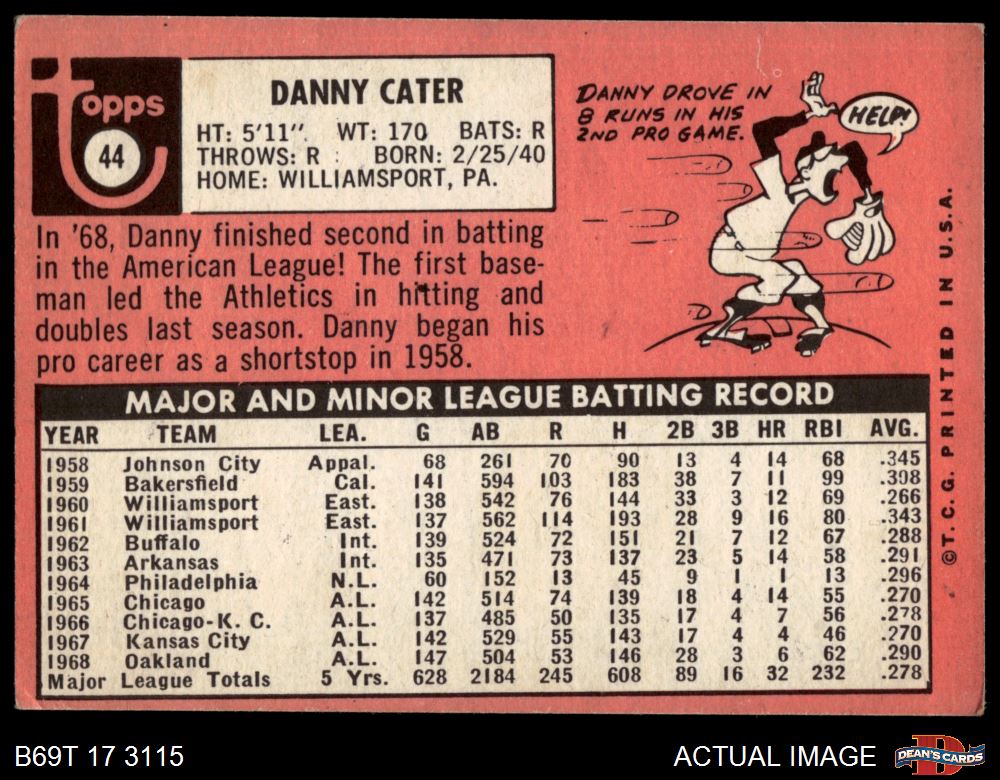 topps
44
DANNY CATER
HT: 5'11". WT: 170 BATS: R
THROWS: R : BORN: 2/25/40
HOME: WILLIAMSPORT, PA.
DANNY DROVE IN
8 RUNS IN HIS
2ND PRO GAME.
HELP!
In '68, Danny finished second in batting
in the American League! The first base-
man led the Athletics in hitting and
doubles last season. Danny began his
pro career as a shortstop in 1958.
MAJOR AND MINOR LEAGUE BATTING RECORD
YEAR TEAM LEA. G AB R H 2B 3B HR RBI AVG.
1958 Johnson City Appal. 68 261 70 90 13 4 14 68 .345
1959 Bakersfield Cal. 141 594 103 183 38 7 11 99 .308
1960 Williamsport East. 138 542 76 144 33 3 12 69 .266
1961 Williamsport East. 137 562 114 193 28 9 16 80 .343
1962 Buffalo Int. 139 524 72 151 21 7 12 67 .288
1963 Arkansas Int. 135 471 73 137 23 5 14 58 .291
1964 Philadelphia N.L. 60 152 13 45 9 1 1 13 .296
1965 Chicago A.L. 142 514 74 139 18 4 14 55 .270
1966 Chicago-K. C. A.L. 137 485 50 135 17 4 7 56 .278
1967 Kansas City A.L. 142 529 55 143 17 4 4 46 .270
1968 Oakland A.L. 147 504 53 146 28 3 6 62 .290
Major League Totals 5 Yrs. 628 2184 245 608 89 16 32 232 .278
©T. C. G. PRINTED IN U.S.A.
B69T 17 3115
ACTUAL IMAGE
D
DEAN'S CARDS